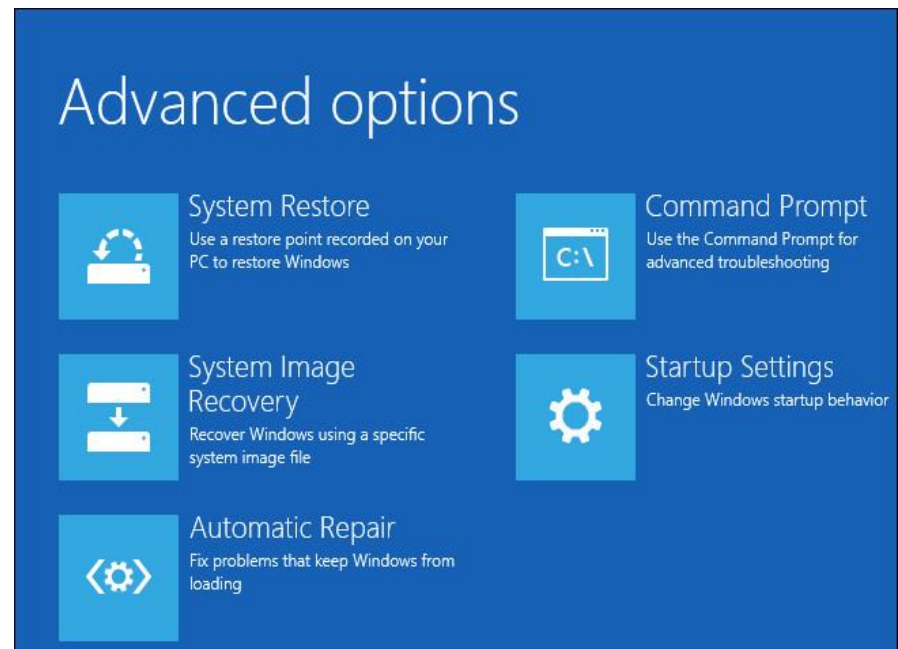 Advanced options
System Restore
Use a restore point recorded on your
PC to restore Windows
Command Prompt
Use the Command Prompt for
advanced troubleshooting
C:\
System Image
Recovery
Recover Windows using a specific
system image file
Startup Settings
Change Windows startup behavior
Automatic Repair
Fix problems that keep Windows from
loading